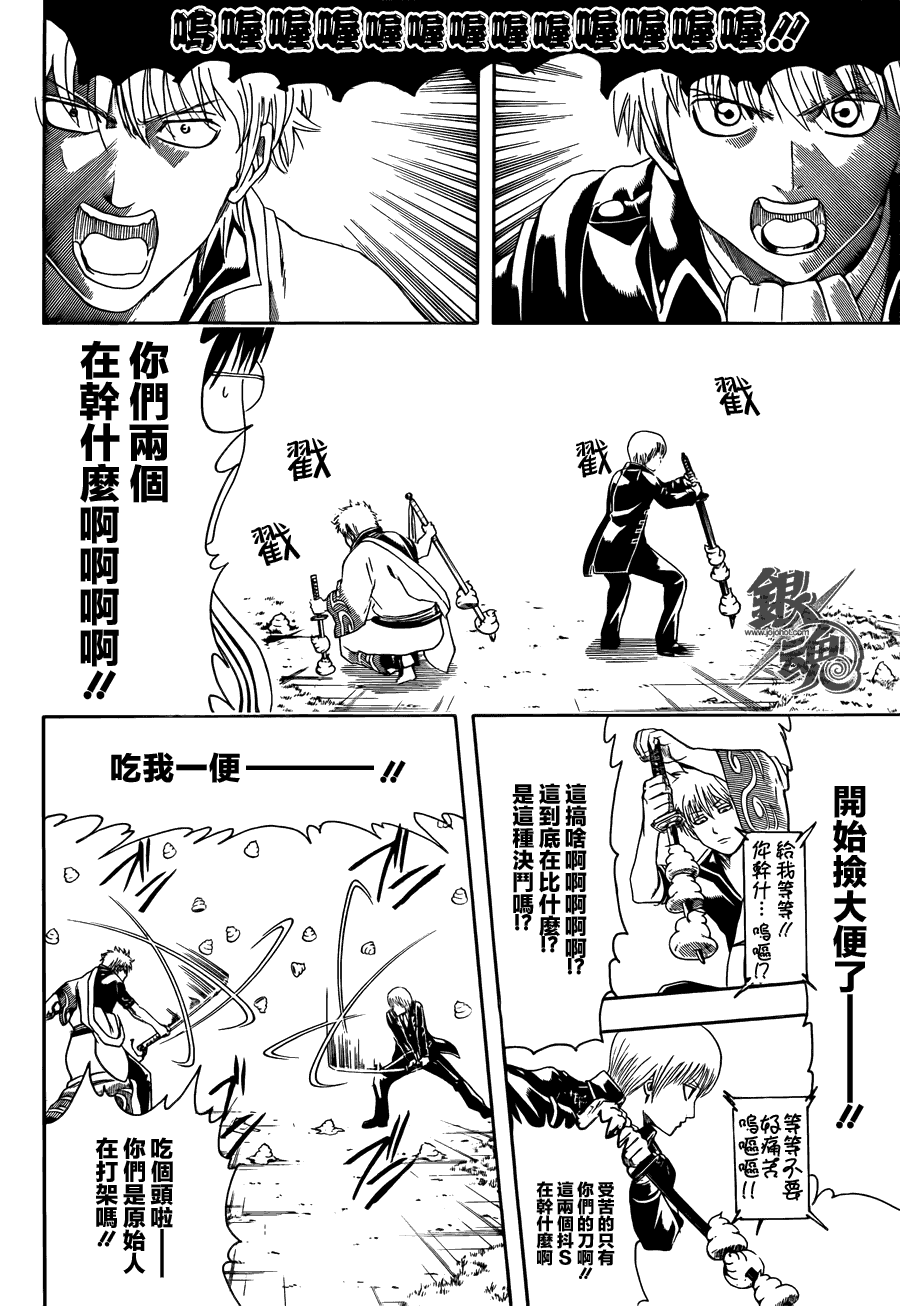 嗚喔喔喔喔喔喔喔喔喔喔喔喔!!
戳
戳
戳
戳
戳
你們兩個
在幹什麼啊啊啊啊!!
銀魂
www.jojohot.com
開始撿大便了——!!
給我等等!!
你幹什…嗚嘔!?
這搞啥啊啊啊啊啊!?
這到底在比什麼!?
是這種決鬥嗎!?
等等不要
好痛苦
嗚嘔嘔!!
受苦的只有
你們的刀啊!!
這兩個抖S
在幹什麼啊
吃我一便——!!
吃個頭啦——
你們是原始人
在打架嗎!!